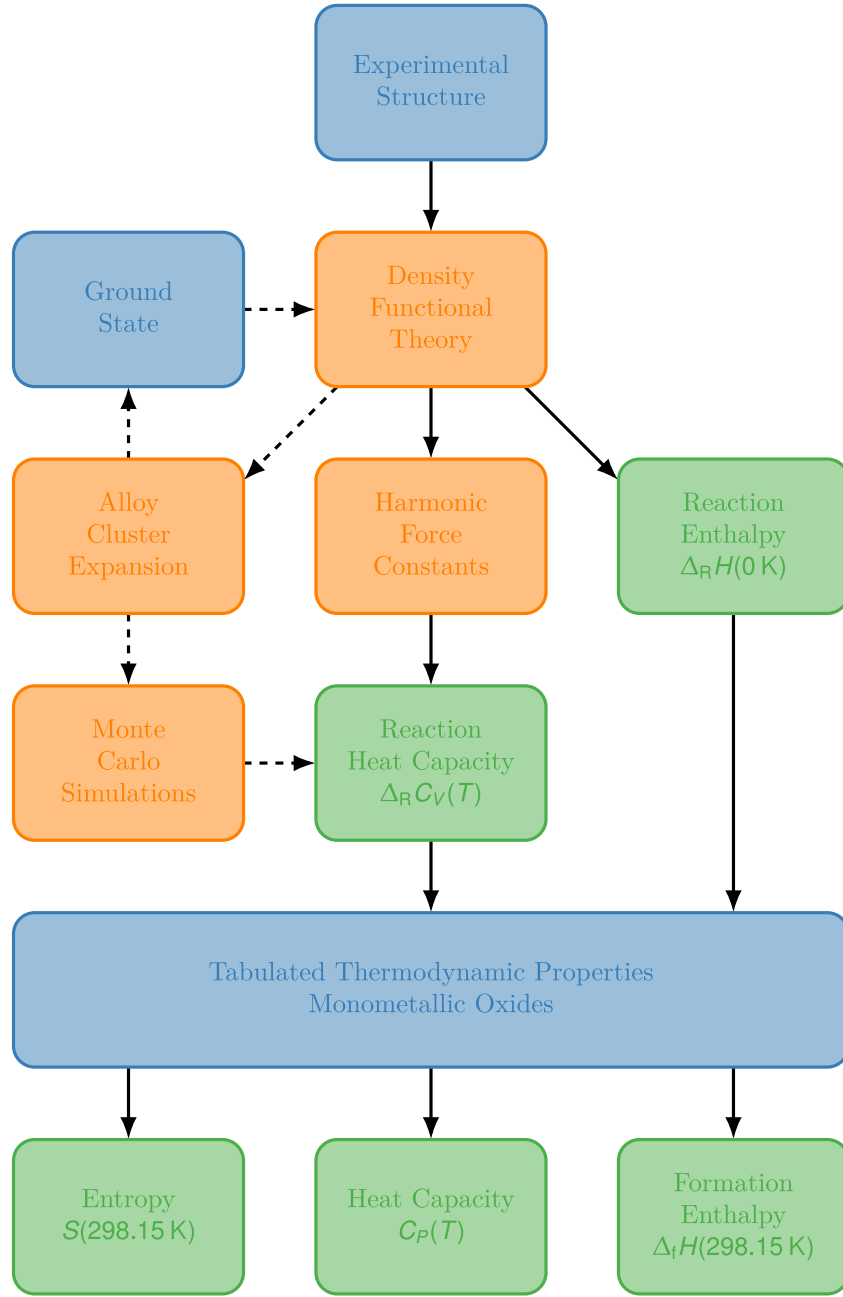 Experimental
Structure
Ground
State
Density
Functional
Theory
Alloy
Cluster
Expansion
Harmonic
Force
Constants
Reaction
Enthalpy
Δ_R H(0 K)
Monte
Carlo
Simulations
Reaction
Heat Capacity
Δ_R C_V(T)
Tabulated Thermodynamic Properties
Monometallic Oxides
Entropy
S(298.15 K)
Heat Capacity
C_P(T)
Formation
Enthalpy
Δ_f H(298.15 K)